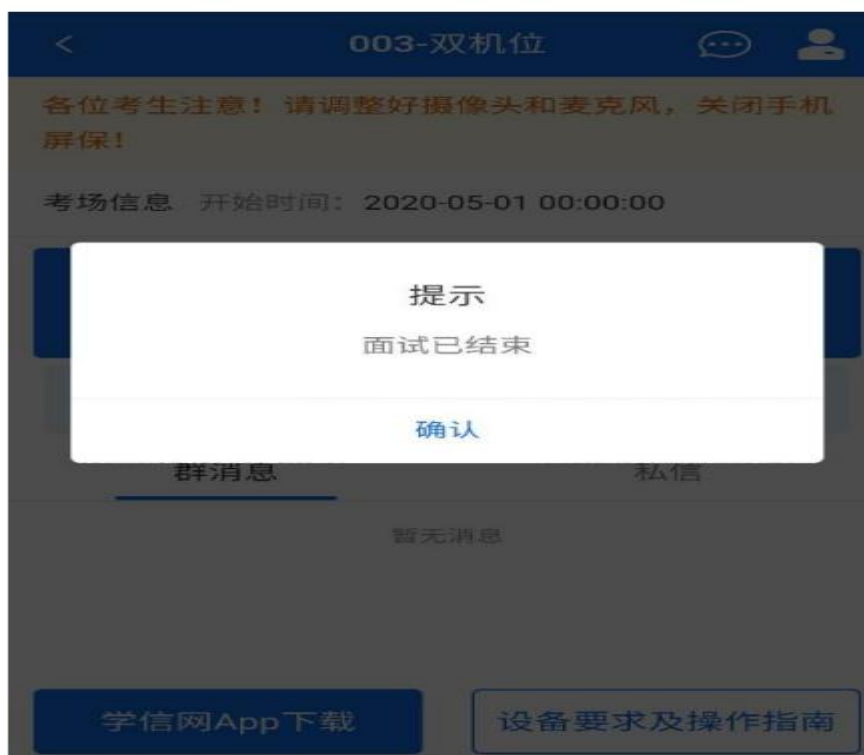 003-双机位
各位考生注意！请调整好摄像头和麦克风，关闭手机
屏保！
考场信息 开始时间：2020-05-01 00:00:00
提示
面试已结束
确认
群消息 私信
暂无消息
学信网App下载 设备要求及操作指南